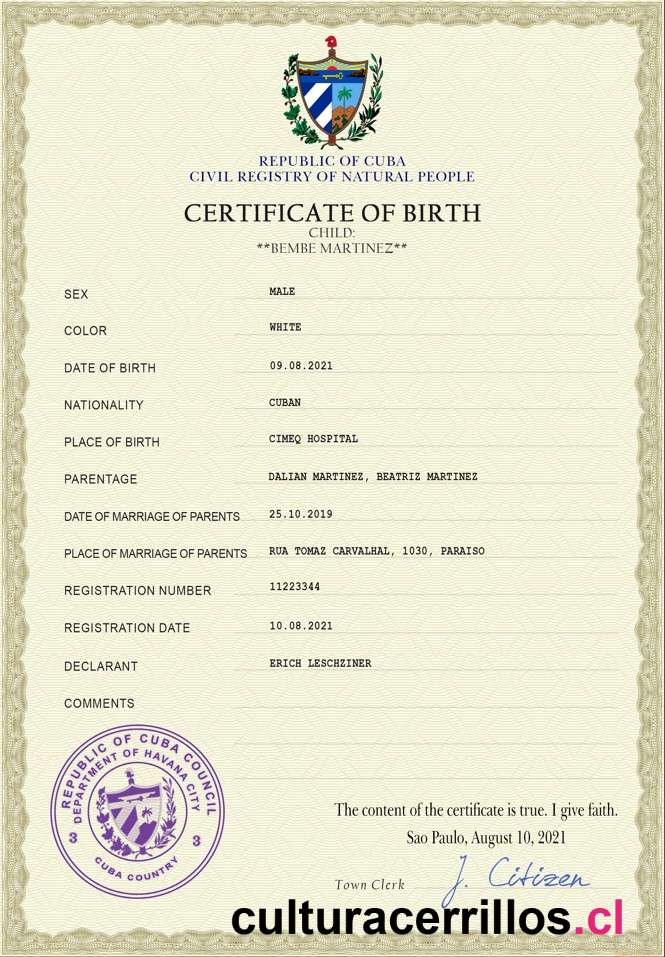 REPUBLIC OF CUBA
CIVIL REGISTRY OF NATURAL PEOPLE
CERTIFICATE OF BIRTH
CHILD:
**BEMBE MARTINEZ**
SEX MALE
COLOR WHITE
DATE OF BIRTH 09.08.2021
NATIONALITY CUBAN
PLACE OF BIRTH CIMEQ HOSPITAL
PARENTAGE DALIAN MARTINEZ, BEATRIZ MARTINEZ
DATE OF MARRIAGE OF PARENTS 25.10.2019
PLACE OF MARRIAGE OF PARENTS RUA TOMAZ CARVALHAL, 1030, PARAISO
REGISTRATION NUMBER 11223344
REGISTRATION DATE 10.08.2021
DECLARANT ERICH LESCHZINER
COMMENTS
REPUBLIC OF CUBA COUNCIL
DEPARTMENT OF HAVANA CITY
3 3
CUBA COUNTRY
The content of the certificate is true. I give faith.
Sao Paulo, August 10, 2021
Town Clerk J. Citizen
culturacerrillos.cl